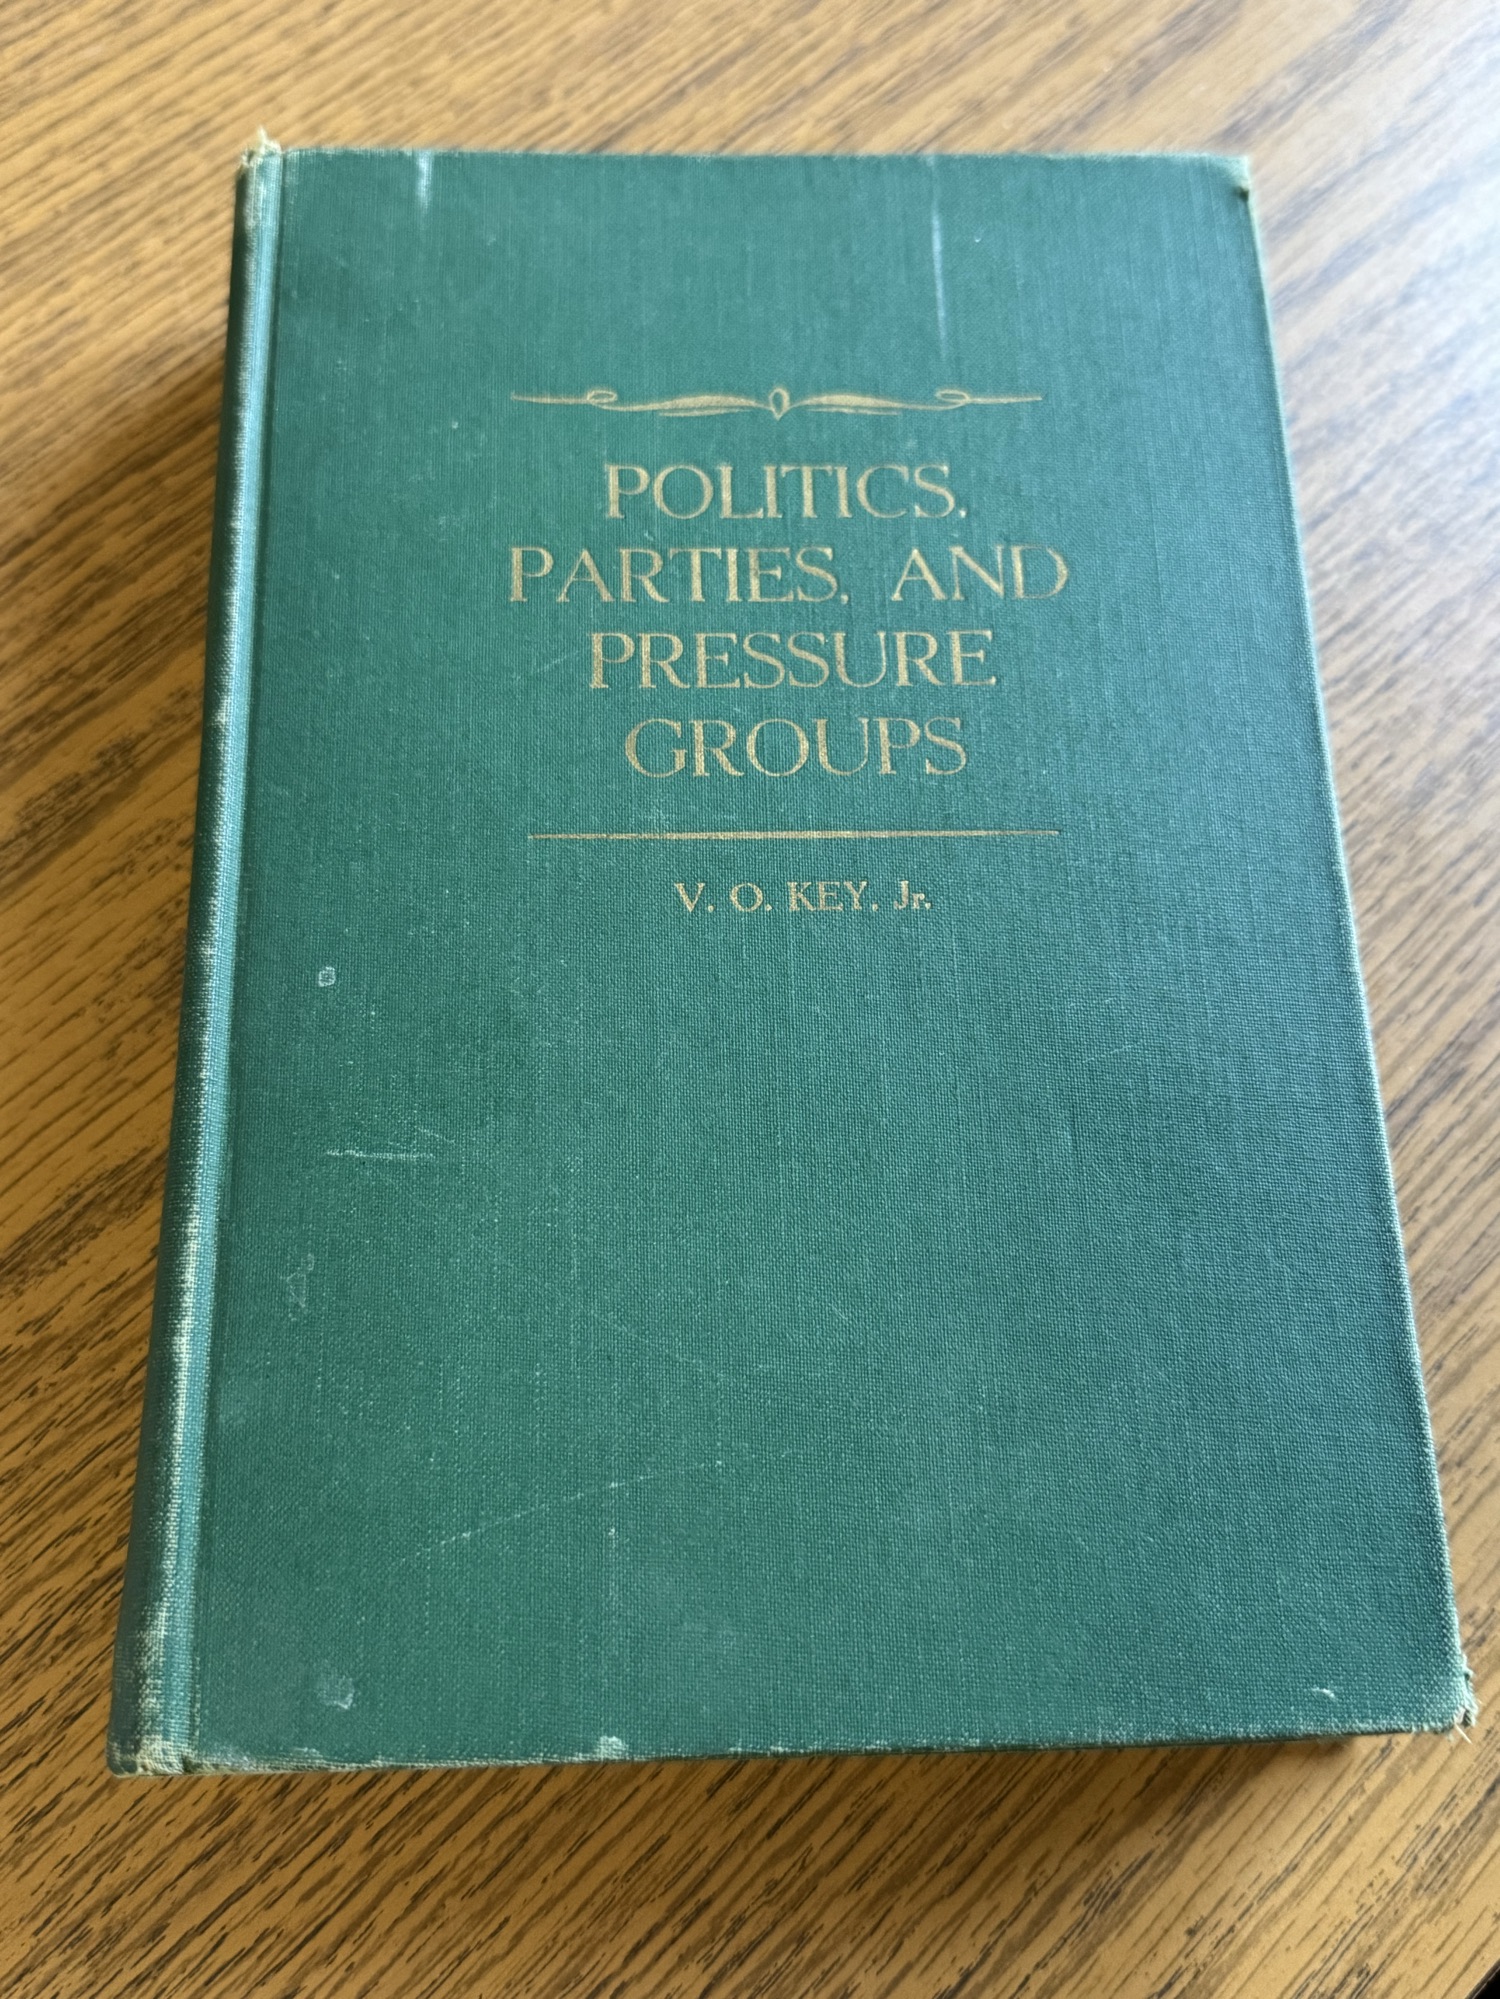 POLITICS,
PARTIES, AND
PRESSURE
GROUPS
V. O. KEY, Jr.